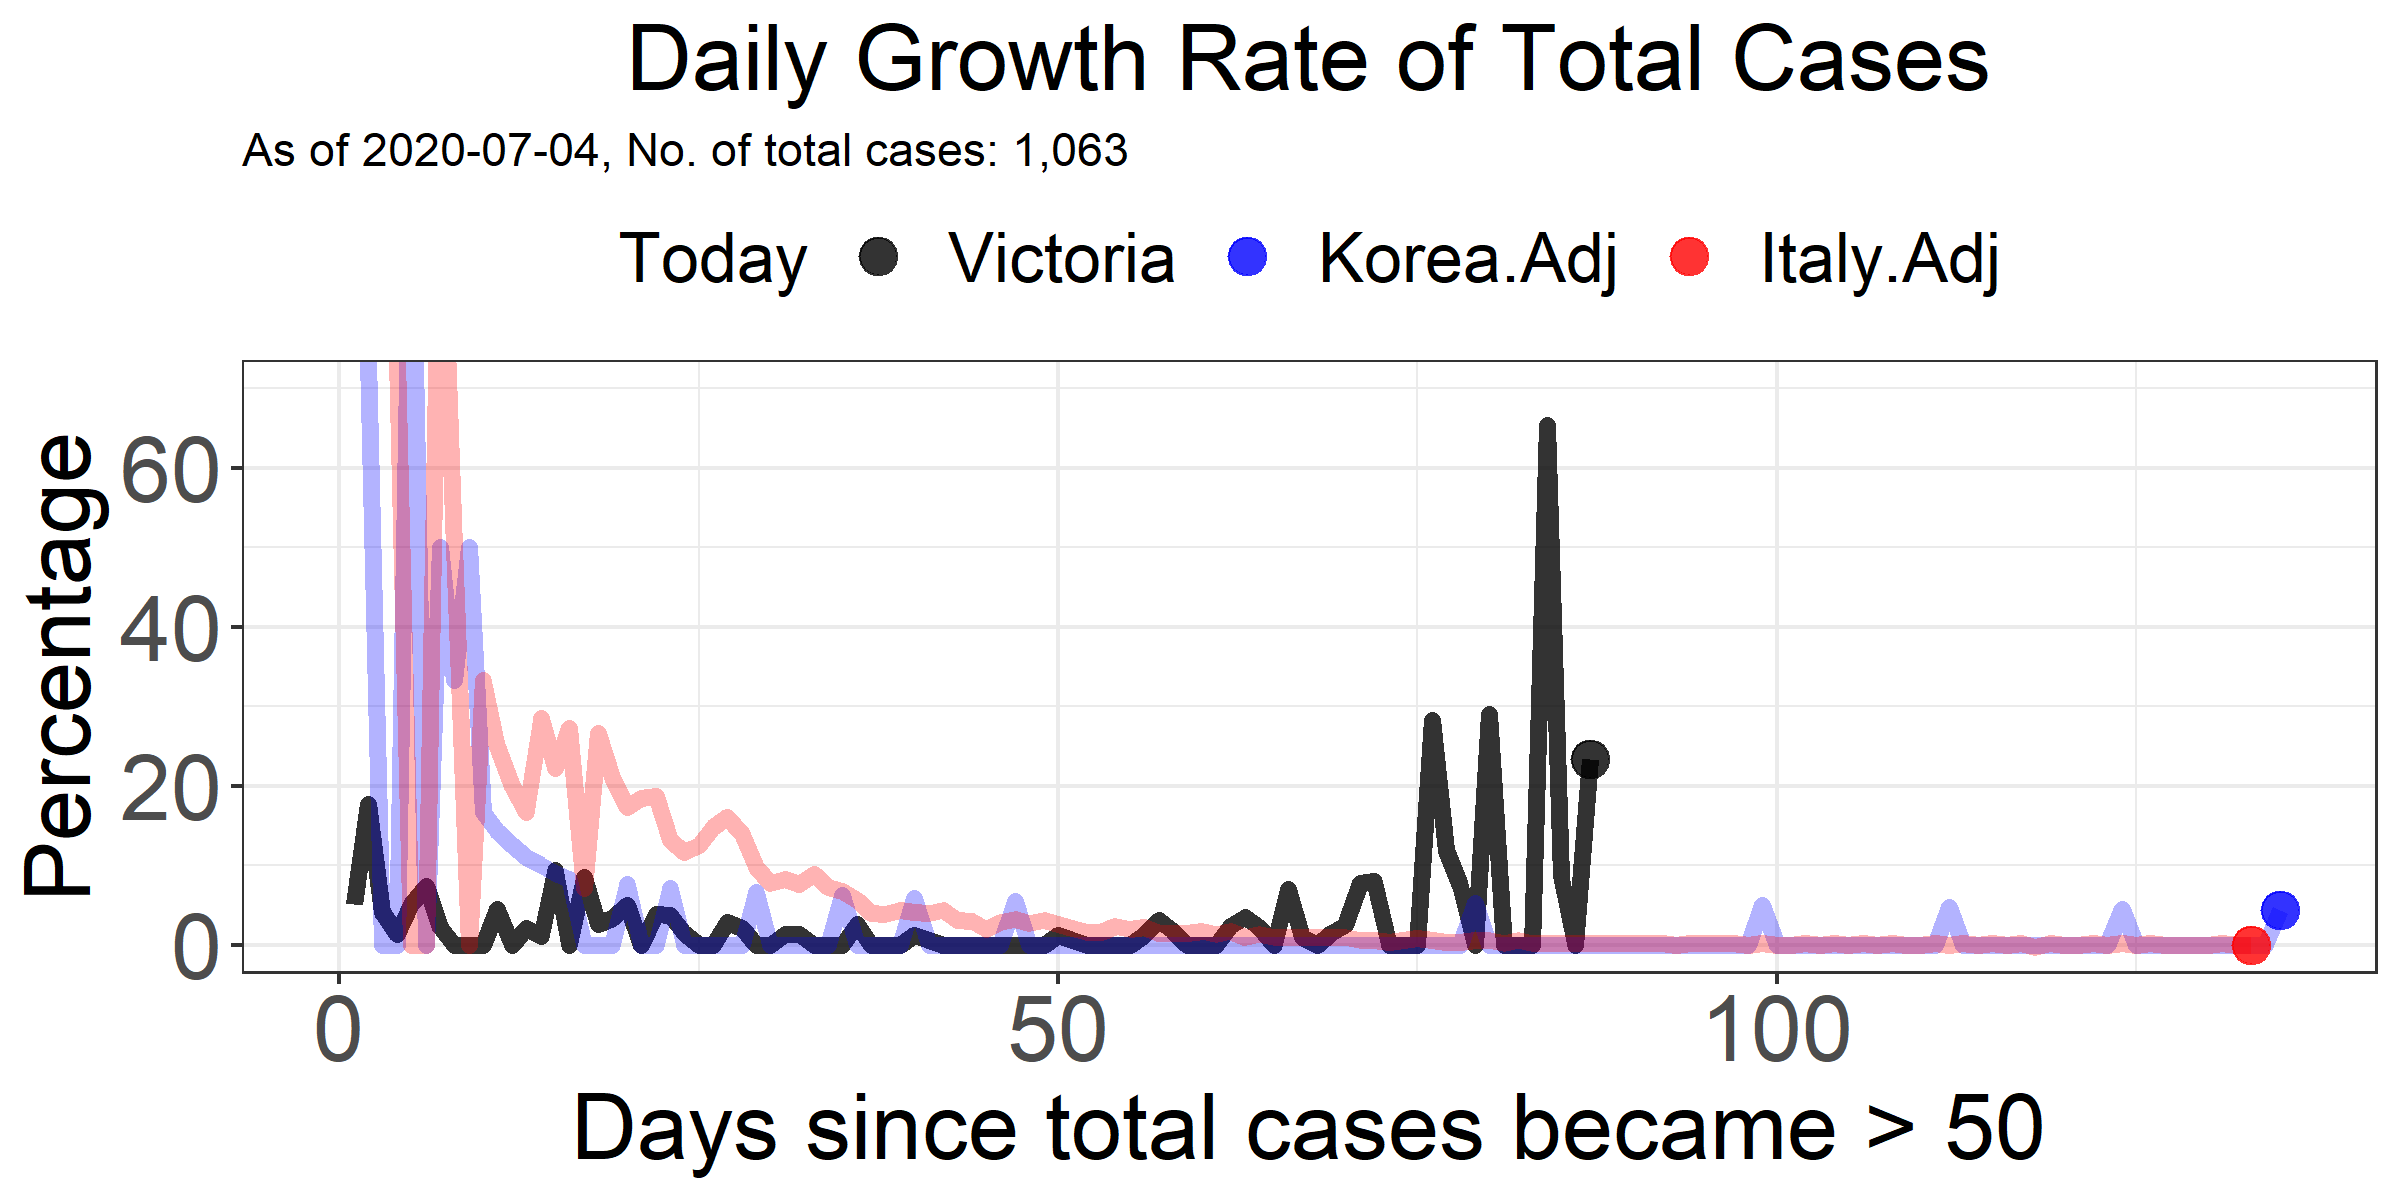 Daily Growth Rate of Total Cases
As of 2020-07-04, No. of total cases: 1,063
Today Victoria Korea.Adj Italy.Adj
Percentage
60
40
20
0
0 50 100
Days since total cases became > 50